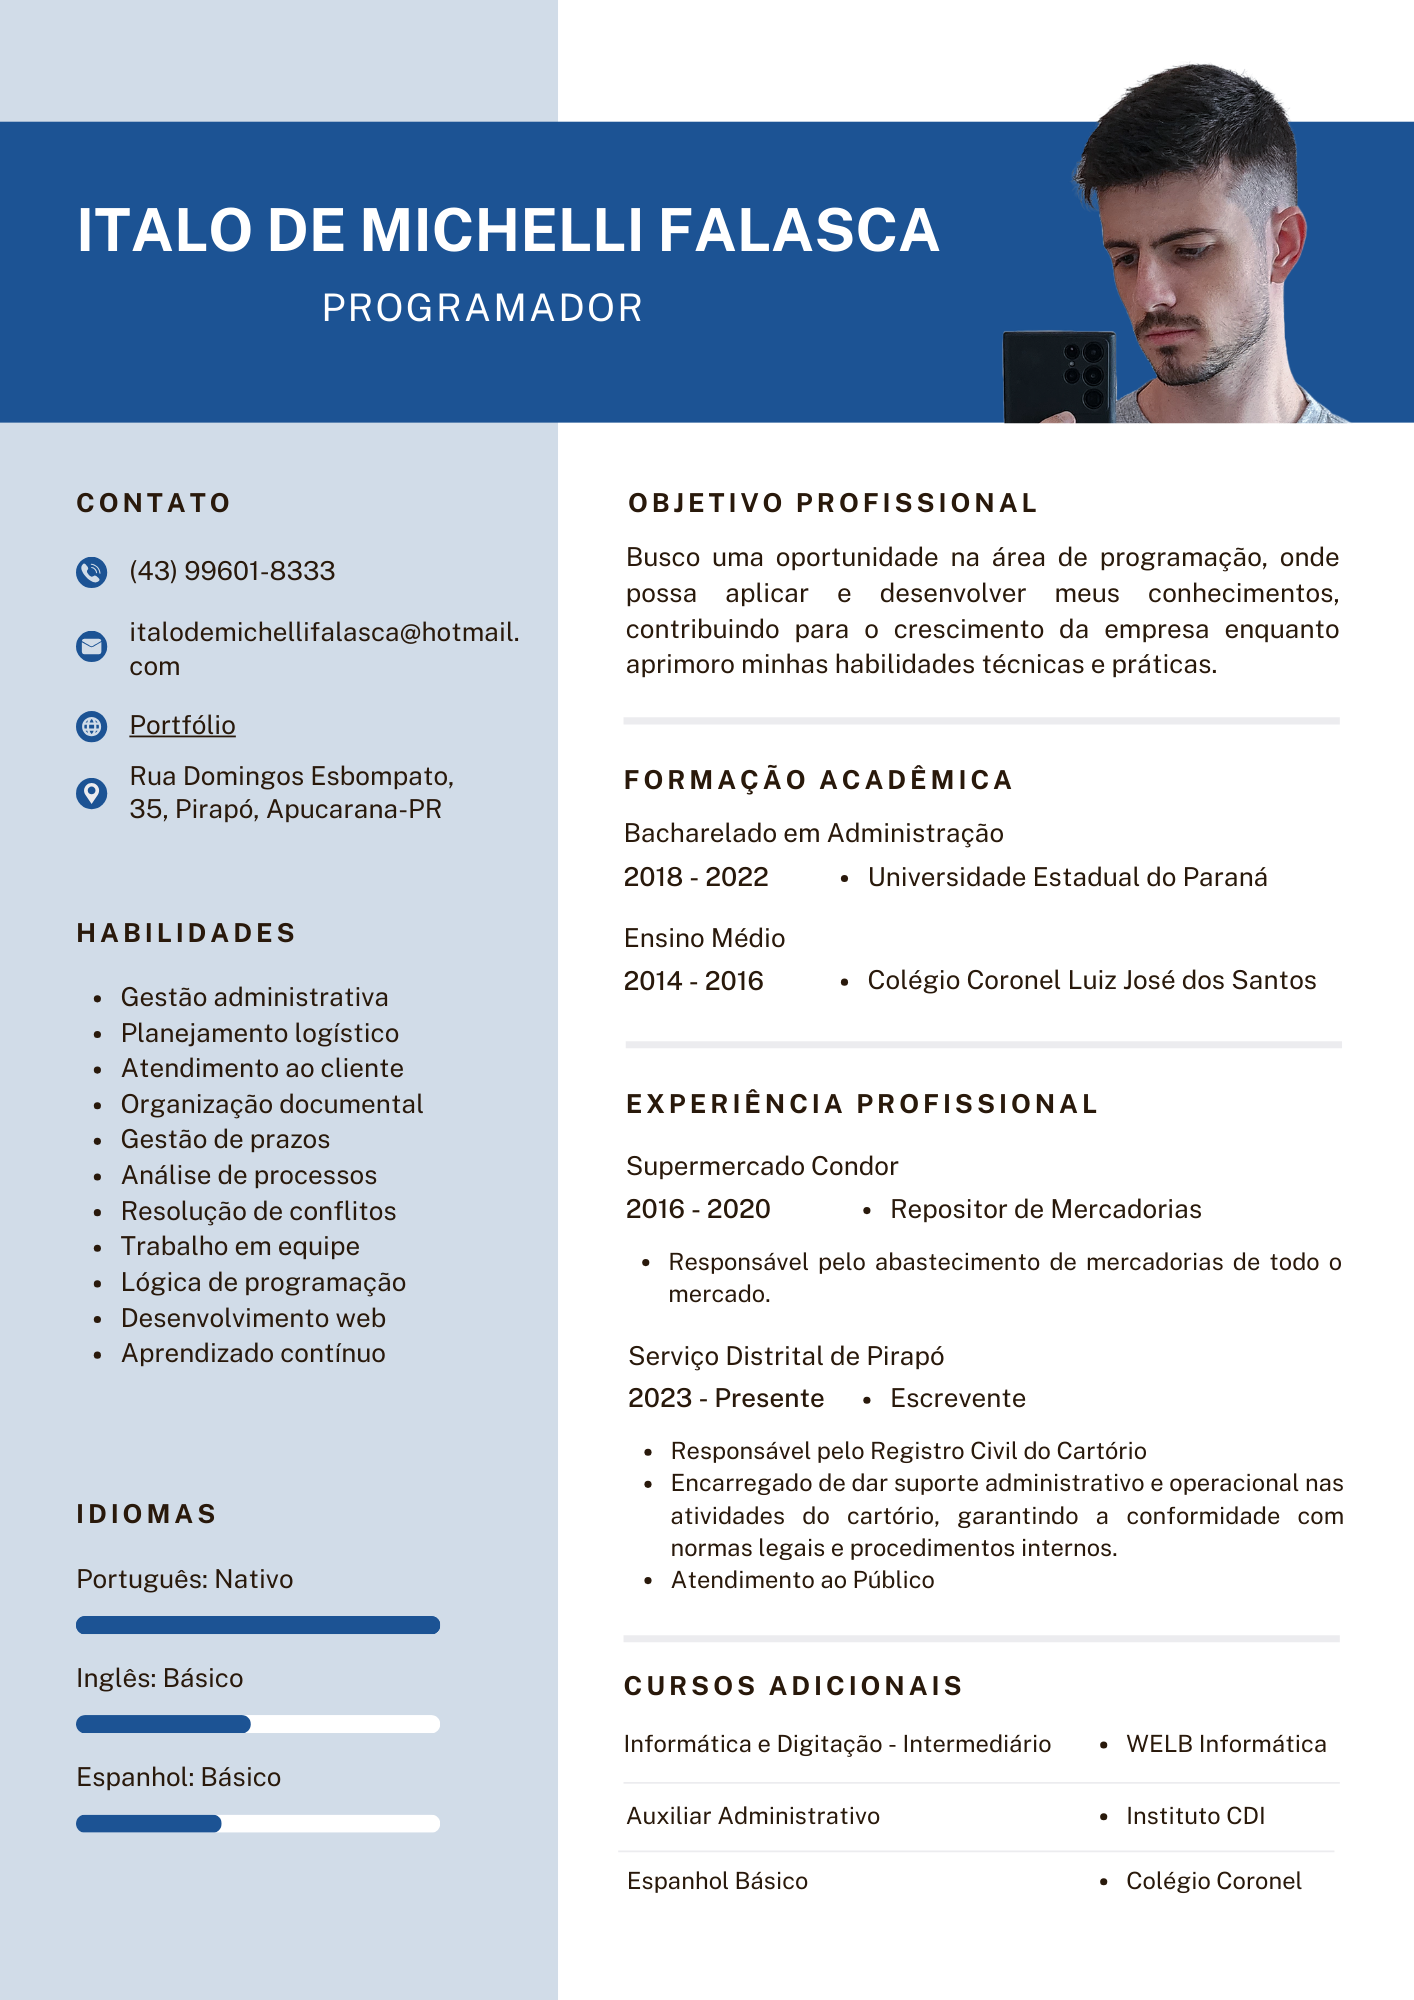 ITALO DE MICHELLI FALASCA
PROGRAMADOR
CONTATO
(43) 99601-8333
italodemichellifalasca@hotmail.
com
Portfólio
Rua Domingos Esbompato,
35, Pirapó, Apucarana-PR
HABILIDADES
• Gestão administrativa
• Planejamento logístico
• Atendimento ao cliente
• Organização documental
• Gestão de prazos
• Análise de processos
• Resolução de conflitos
• Trabalho em equipe
• Lógica de programação
• Desenvolvimento web
• Aprendizado contínuo
IDIOMAS
Português: Nativo
Inglês: Básico
Espanhol: Básico
OBJETIVO PROFISSIONAL
Busco uma oportunidade na área de programação, onde
possa aplicar e desenvolver meus conhecimentos,
contribuindo para o crescimento da empresa enquanto
aprimoro minhas habilidades técnicas e práticas.
FORMAÇÃO ACADÊMICA
Bacharelado em Administração
2018 - 2022 • Universidade Estadual do Paraná
Ensino Médio
2014 - 2016 • Colégio Coronel Luiz José dos Santos
EXPERIÊNCIA PROFISSIONAL
Supermercado Condor
2016 - 2020 • Repositor de Mercadorias
• Responsável pelo abastecimento de mercadorias de todo o
mercado.
Serviço Distrital de Pirapó
2023 - Presente • Escrevente
• Responsável pelo Registro Civil do Cartório
• Encarregado de dar suporte administrativo e operacional nas
atividades do cartório, garantindo a conformidade com
normas legais e procedimentos internos.
• Atendimento ao Público
CURSOS ADICIONAIS
Informática e Digitação - Intermediário • WELB Informática
Auxiliar Administrativo • Instituto CDI
Espanhol Básico • Colégio Coronel